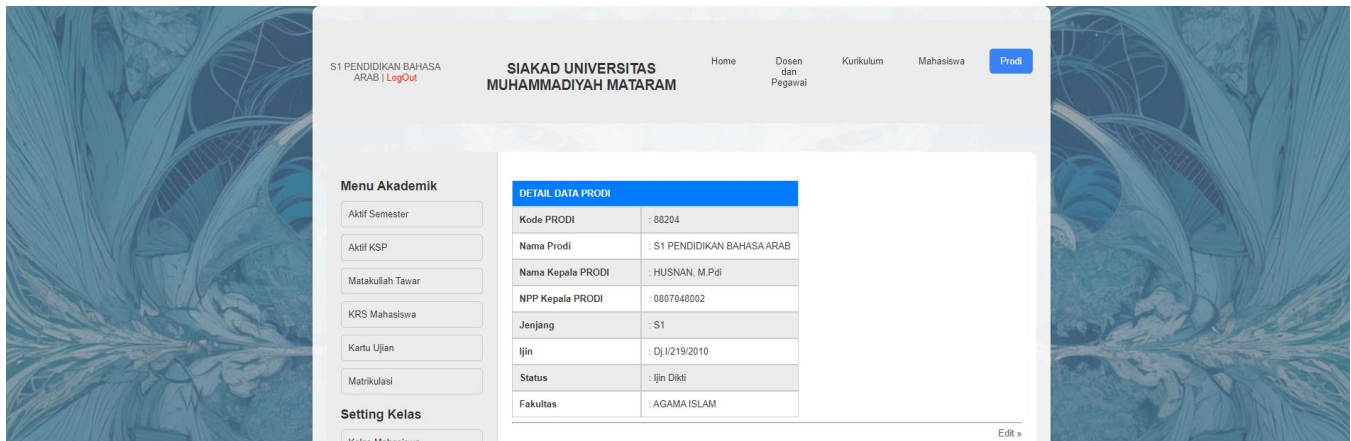 S1 PENDIDIKAN BAHASA
ARAB | LogOut
SIAKAD UNIVERSITAS
MUHAMMADIYAH MATARAM
Home
Dosen
dan
Pegawai
Kurikulum
Mahasiswa
Prodi
Menu Akademik
Aktif Semester
Aktif KSP
Matakuliah Tawar
KRS Mahasiswa
Kartu Ujian
Matrikulasi
Setting Kelas
Kelas Mahasiswa
DETAIL DATA PRODI
Kode PRODI : 88204
Nama Prodi : S1 PENDIDIKAN BAHASA ARAB
Nama Kepala PRODI : HUSNAN, M.Pdi
NPP Kepala PRODI : 0807048002
Jenjang : S1
Ijin : Dj.I/219/2010
Status : Ijin Dikti
Fakultas : AGAMA ISLAM
Edit »